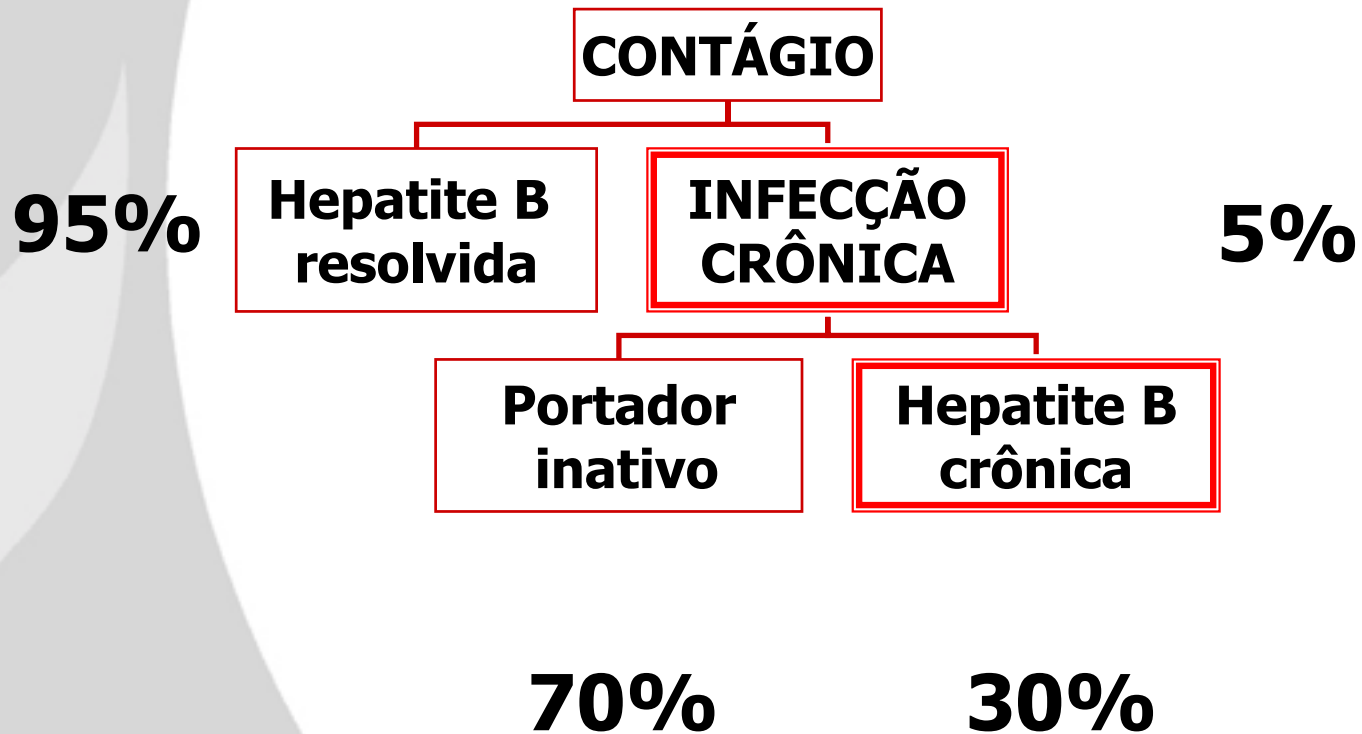 CONTÁGIO
95%
Hepatite B
resolvida
INFECÇÃO
CRÔNICA
5%
Portador
inativo
Hepatite B
crônica
70%
30%